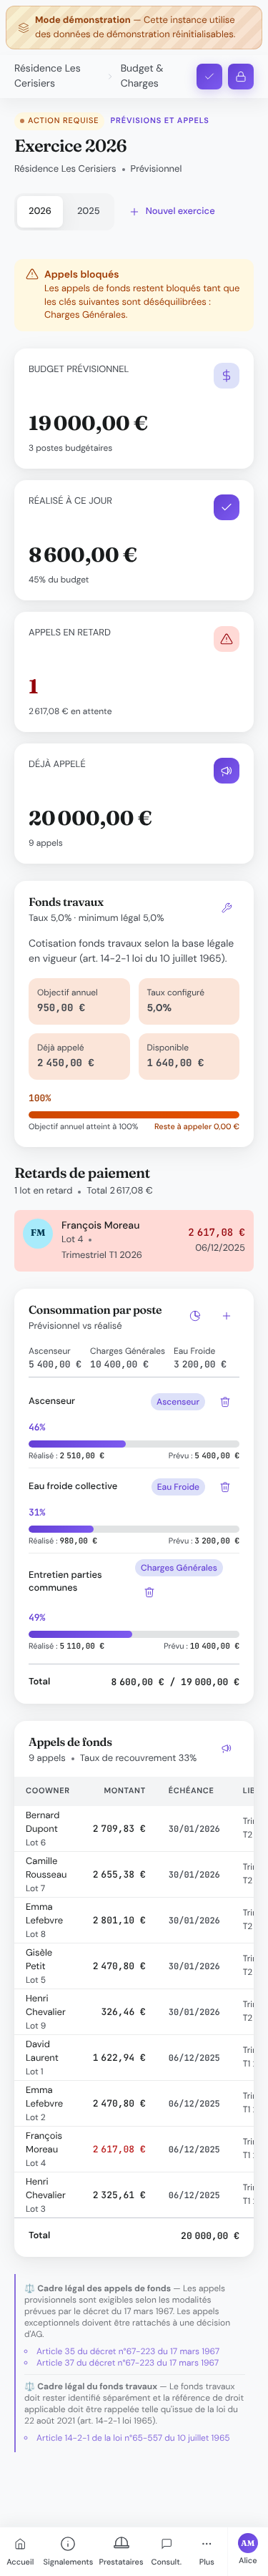 Mode démonstration — Cette instance utilise
des données de démonstration réinitialisables.
Résidence Les
Cerisiers
Budget &
Charges
ACTION REQUISE
PRÉVISIONS ET APPELS
Exercice 2026
Résidence Les Cerisiers • Prévisionnel
2026
2025
+ Nouvel exercice
Appels bloqués
Les appels de fonds restent bloqués tant que
les clés suivantes sont déséquilibrées :
Charges Générales.
BUDGET PRÉVISIONNEL
19 000,00 €
3 postes budgétaires
RÉALISÉ À CE JOUR
8 600,00 €
45% du budget
APPELS EN RETARD
1
2 617,08 € en attente
DÉJÀ APPELÉ
20 000,00 €
9 appels
Fonds travaux
Taux 5,0% · minimum légal 5,0%
Cotisation fonds travaux selon la base légale
en vigueur (art. 14-2-1 loi du 10 juillet 1965).
Objectif annuel
950,00 €
Taux configuré
5,0%
Déjà appelé
2 450,00 €
Disponible
1 640,00 €
100%
Objectif annuel atteint à 100%
Reste à appeler 0,00 €
Retards de paiement
1 lot en retard • Total 2 617,08 €
FM
François Moreau
Lot 4 •
Trimestriel T1 2026
2 617,08 €
06/12/2025
Consommation par poste
Prévisionnel vs réalisé
Ascenseur
5 400,00 €
Charges Générales
10 400,00 €
Eau Froide
3 200,00 €
Ascenseur
Ascenseur
46%
Réalisé : 2 510,00 €
Prévu : 5 400,00 €
Eau froide collective
Eau Froide
31%
Réalisé : 980,00 €
Prévu : 3 200,00 €
Entretien parties
communes
Charges Générales
49%
Réalisé : 5 110,00 €
Prévu : 10 400,00 €
Total
8 600,00 € / 19 000,00 €
Appels de fonds
9 appels • Taux de recouvrement 33%
COOWNER MONTANT ÉCHÉANCE LIE
Bernard
Dupont
Lot 6
2 709,83 €
30/01/2026
Trin
T2
Camille
Rousseau
Lot 7
2 655,38 €
30/01/2026
Trin
T2
Emma
Lefebvre
Lot 8
2 801,10 €
30/01/2026
Trin
T2
Gisèle
Petit
Lot 5
2 470,80 €
30/01/2026
Trin
T2
Henri
Chevalier
Lot 9
326,46 €
30/01/2026
Trin
T2
David
Laurent
Lot 1
1 622,94 €
06/12/2025
Trin
T1
Emma
Lefebvre
Lot 2
2 470,80 €
06/12/2025
Trin
T1
François
Moreau
Lot 4
2 617,08 €
06/12/2025
Trin
T1
Henri
Chevalier
Lot 3
2 325,61 €
06/12/2025
Trin
T1
Total
20 000,00 €
⚖️ Cadre légal des appels de fonds — Les appels
provisionnels sont exigibles selon les modalités
prévues par le décret du 17 mars 1967. Les appels
exceptionnels doivent être rattachés à une décision
d'AG.
Article 35 du décret n°67-223 du 17 mars 1967
Article 37 du décret n°67-223 du 17 mars 1967
⚖️ Cadre légal du fonds travaux — Le fonds travaux
doit rester identifié séparément et la référence de droit
applicable doit être rappelée telle qu'issue de la loi du
22 août 2021 (art. 14-2-1 loi 1965).
Article 14-2-1 de la loi n°65-557 du 10 juillet 1965
Accueil
Signalements
Prestataires
Consult.
Plus
AM
Alice